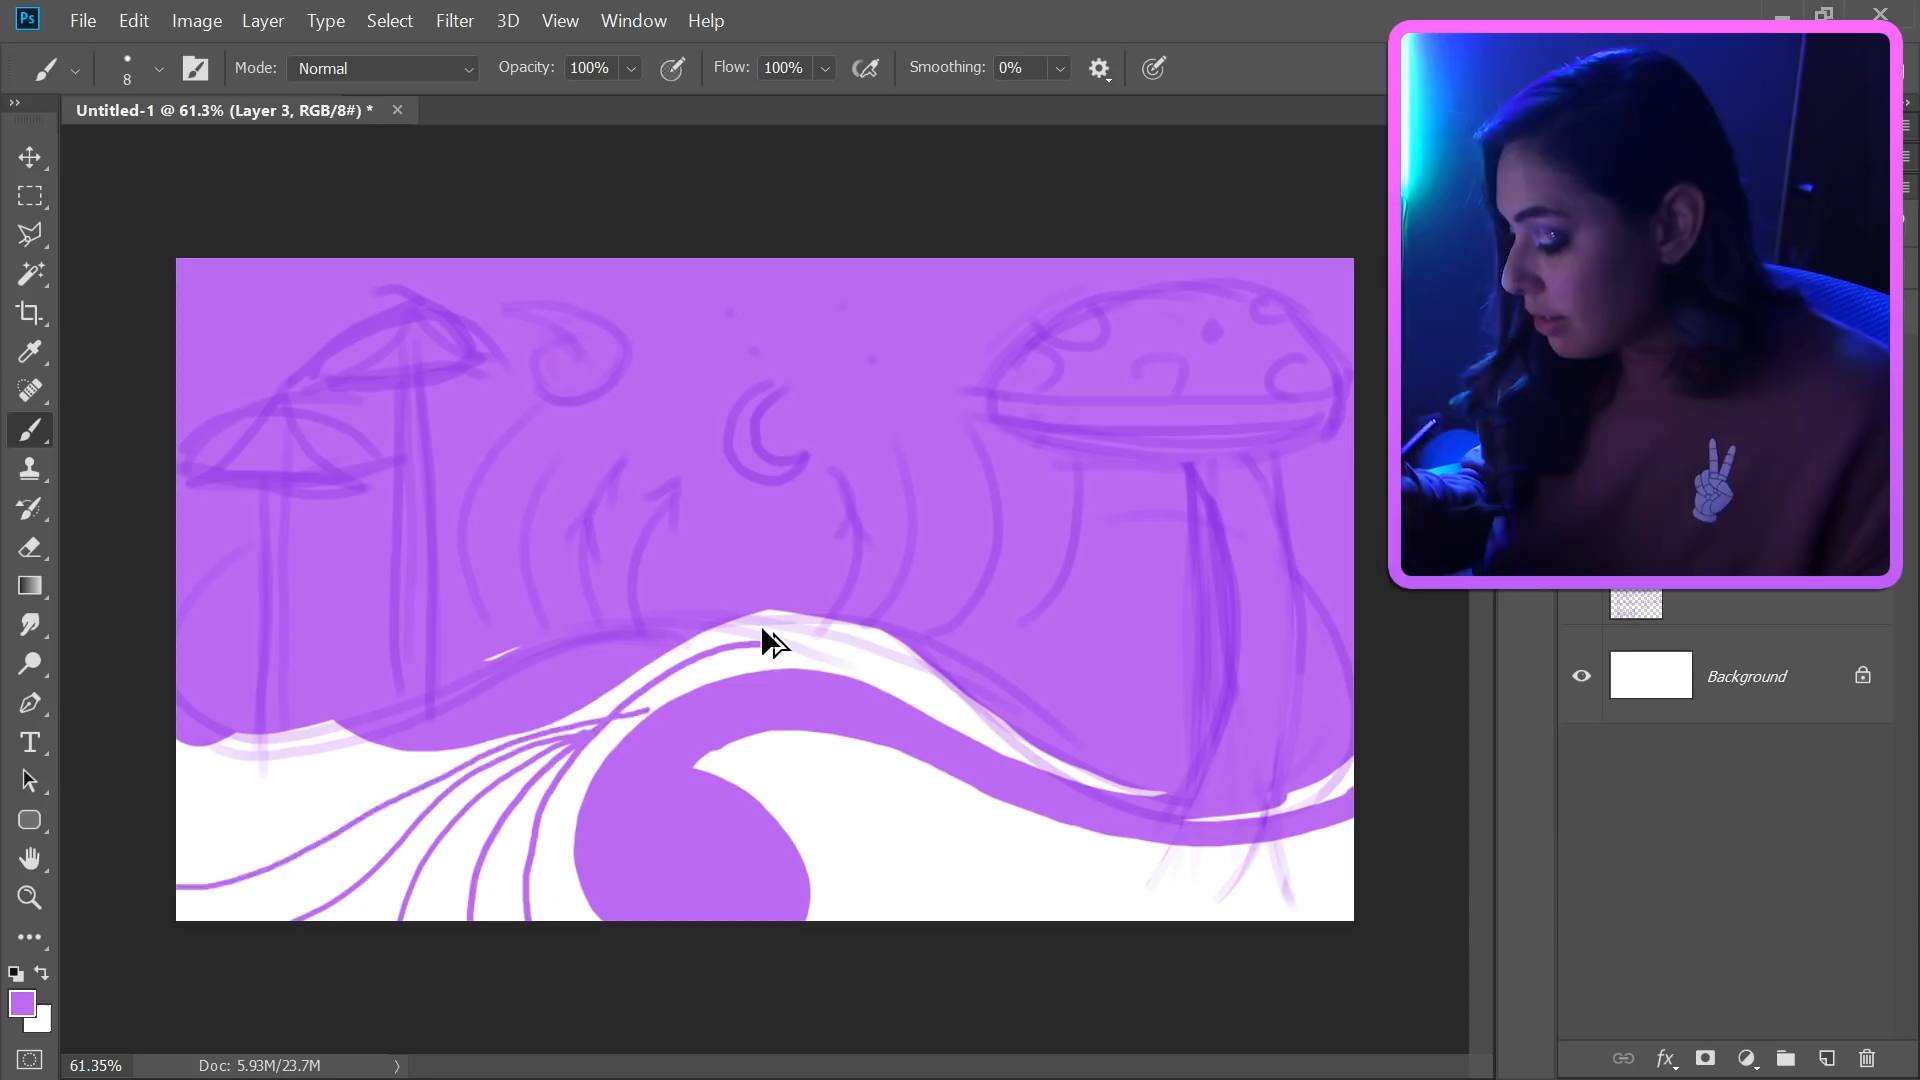 Ps File Edit Image Layer Type Select Filter 3D View Window Help
8 Mode: Normal Opacity: 100% Flow: 100% Smoothing: 0%
Untitled-1 @ 61.3% (Layer 3, RGB/8#) *
Background
61.35% Doc: 5.93M/23.7M
fx